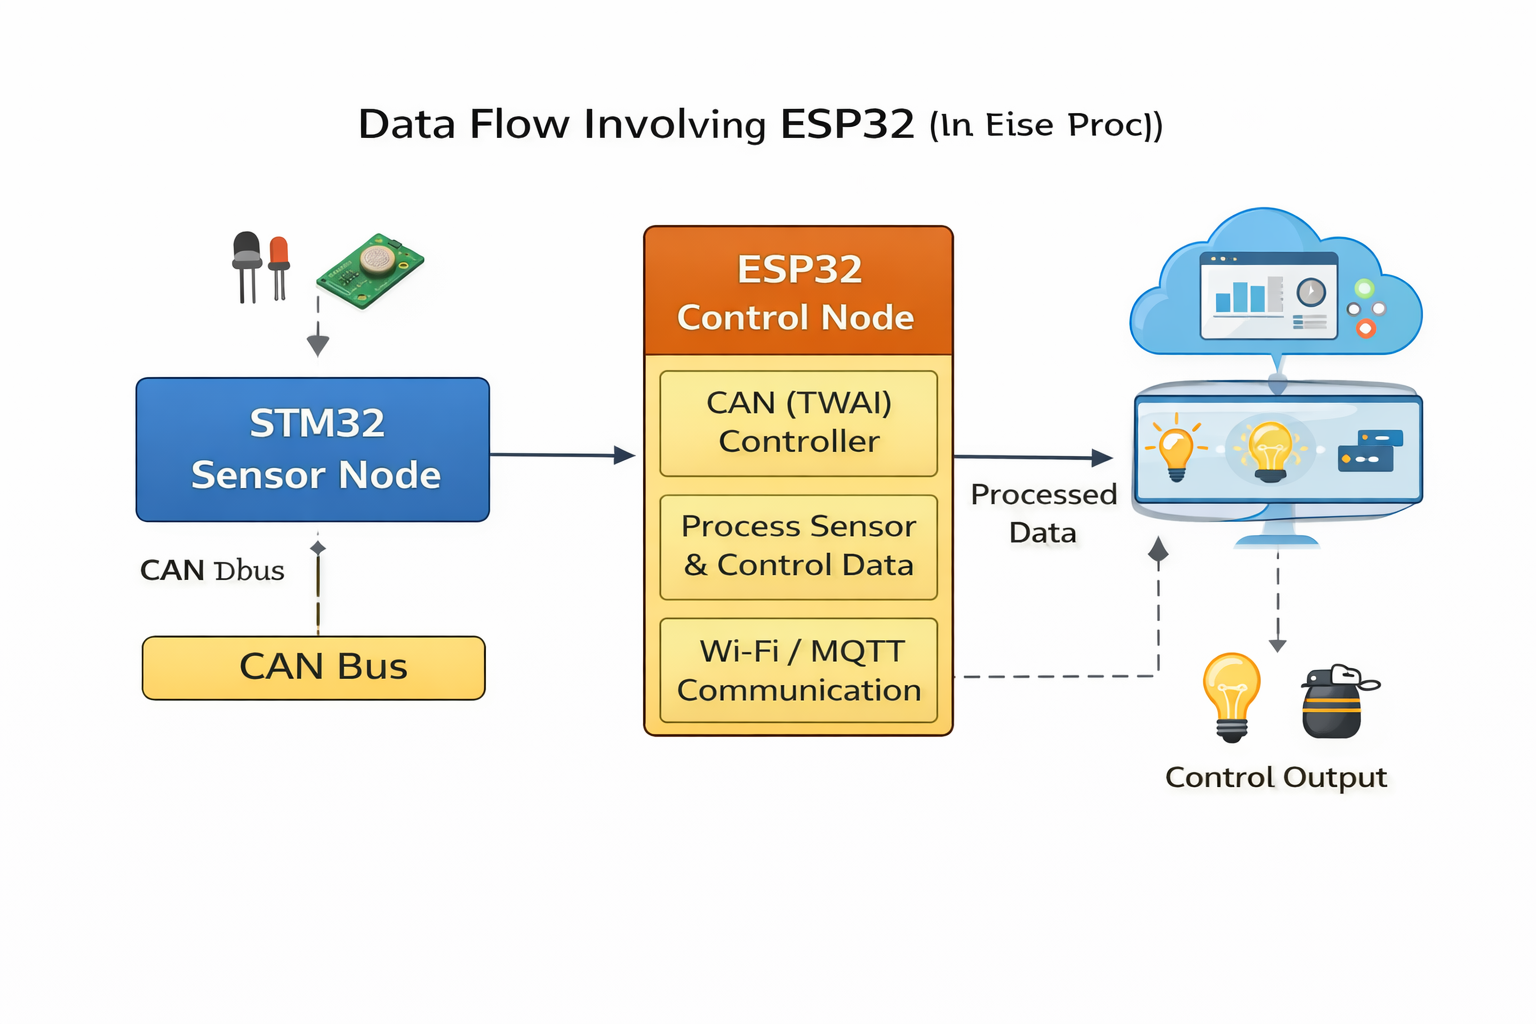 Data Flow Involving ESP32 (In Eise Proc))
STM32
Sensor Node
CAN Dbus
CAN Bus
ESP32
Control Node
CAN (TWAI)
Controller
Process Sensor
& Control Data
Wi-Fi / MQTT
Communication
Processed
Data
Control Output